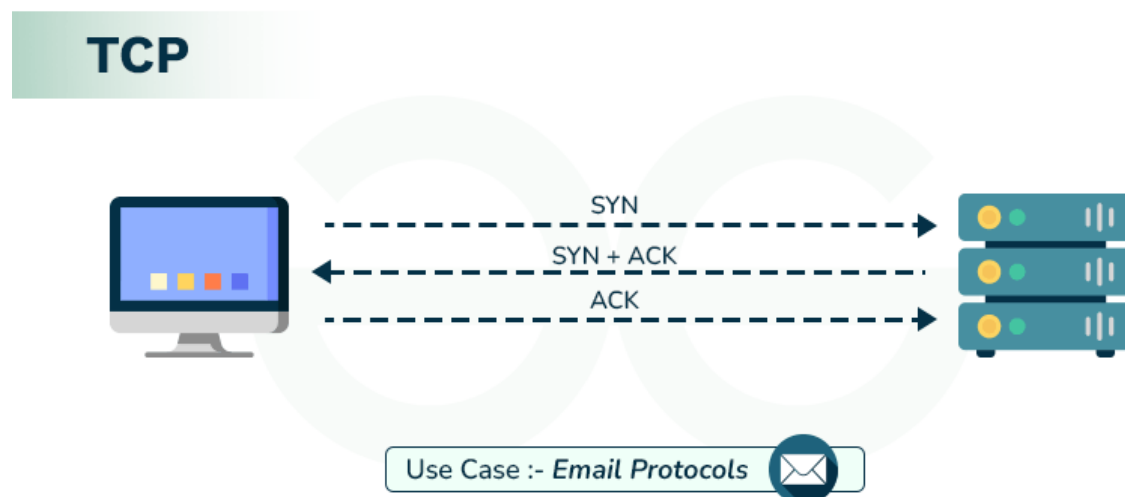 TCP
SYN
SYN + ACK
ACK
Use Case :- Email Protocols